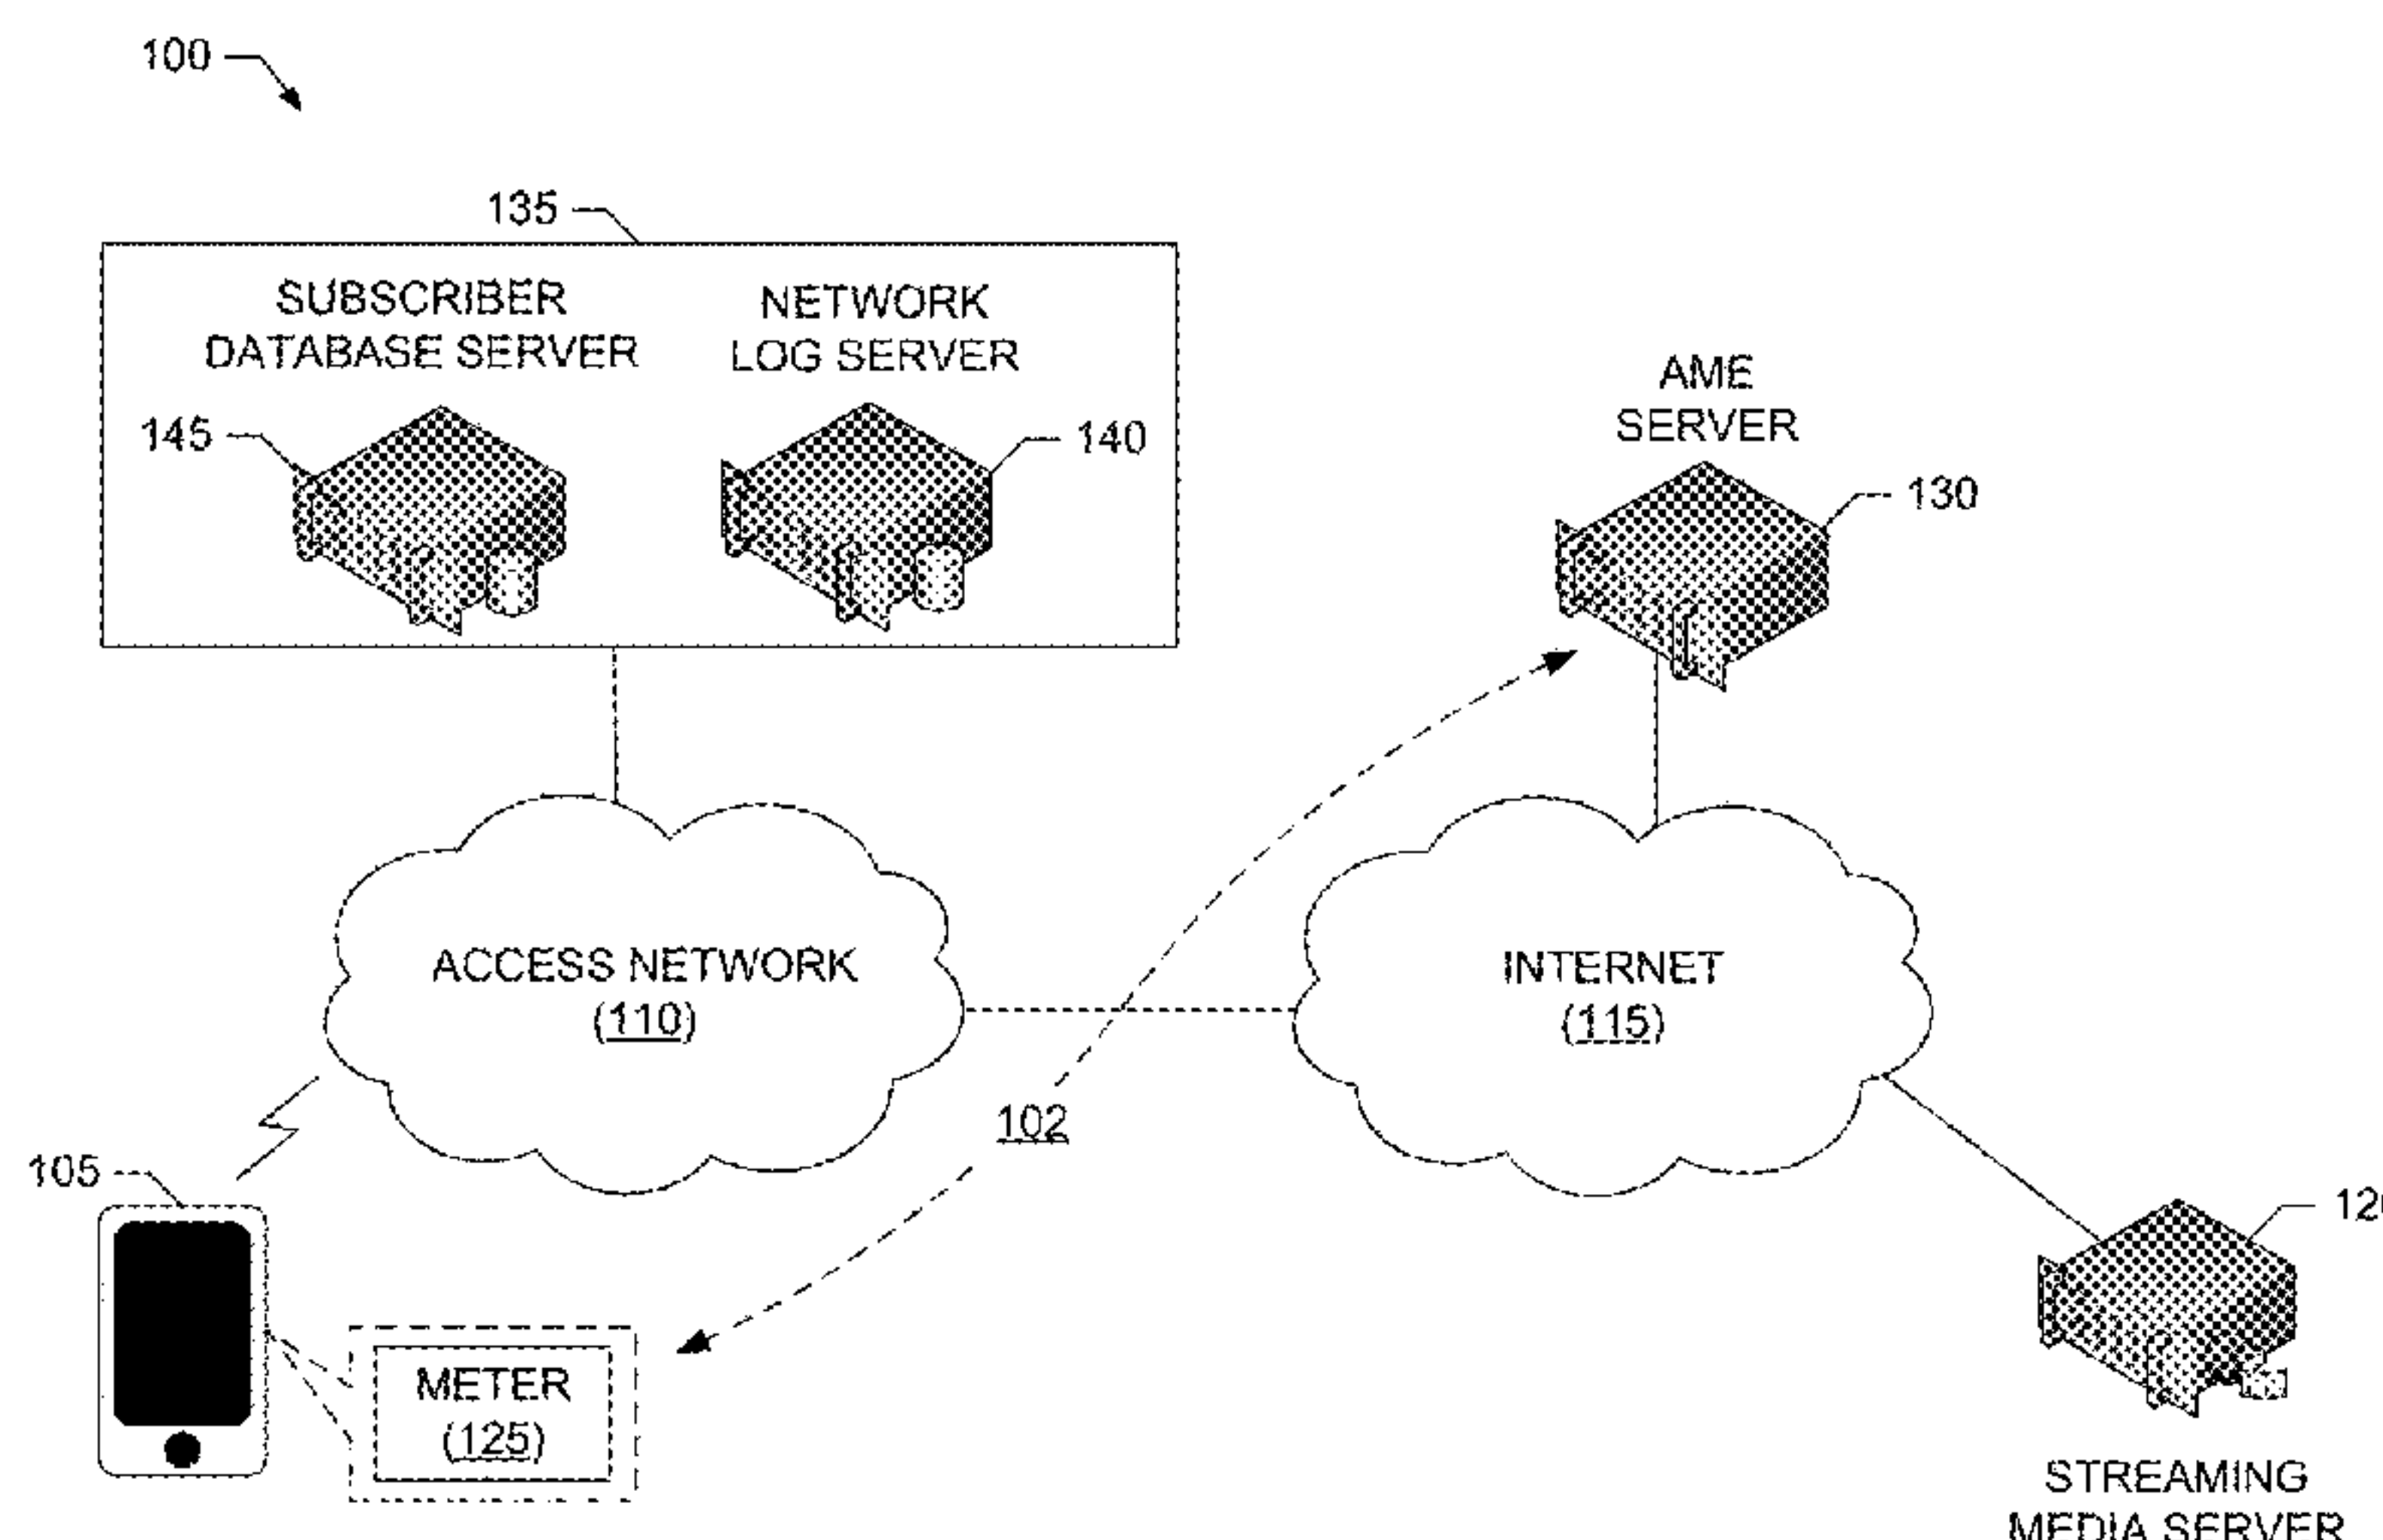 100
135
SUBSCRIBER
DATABASE SERVER
NETWORK
LOG SERVER
145
140
AME
SERVER
130
ACCESS NETWORK
(110)
INTERNET
(115)
102
105
METER
(125)
STREAMING
MEDIA SERVER